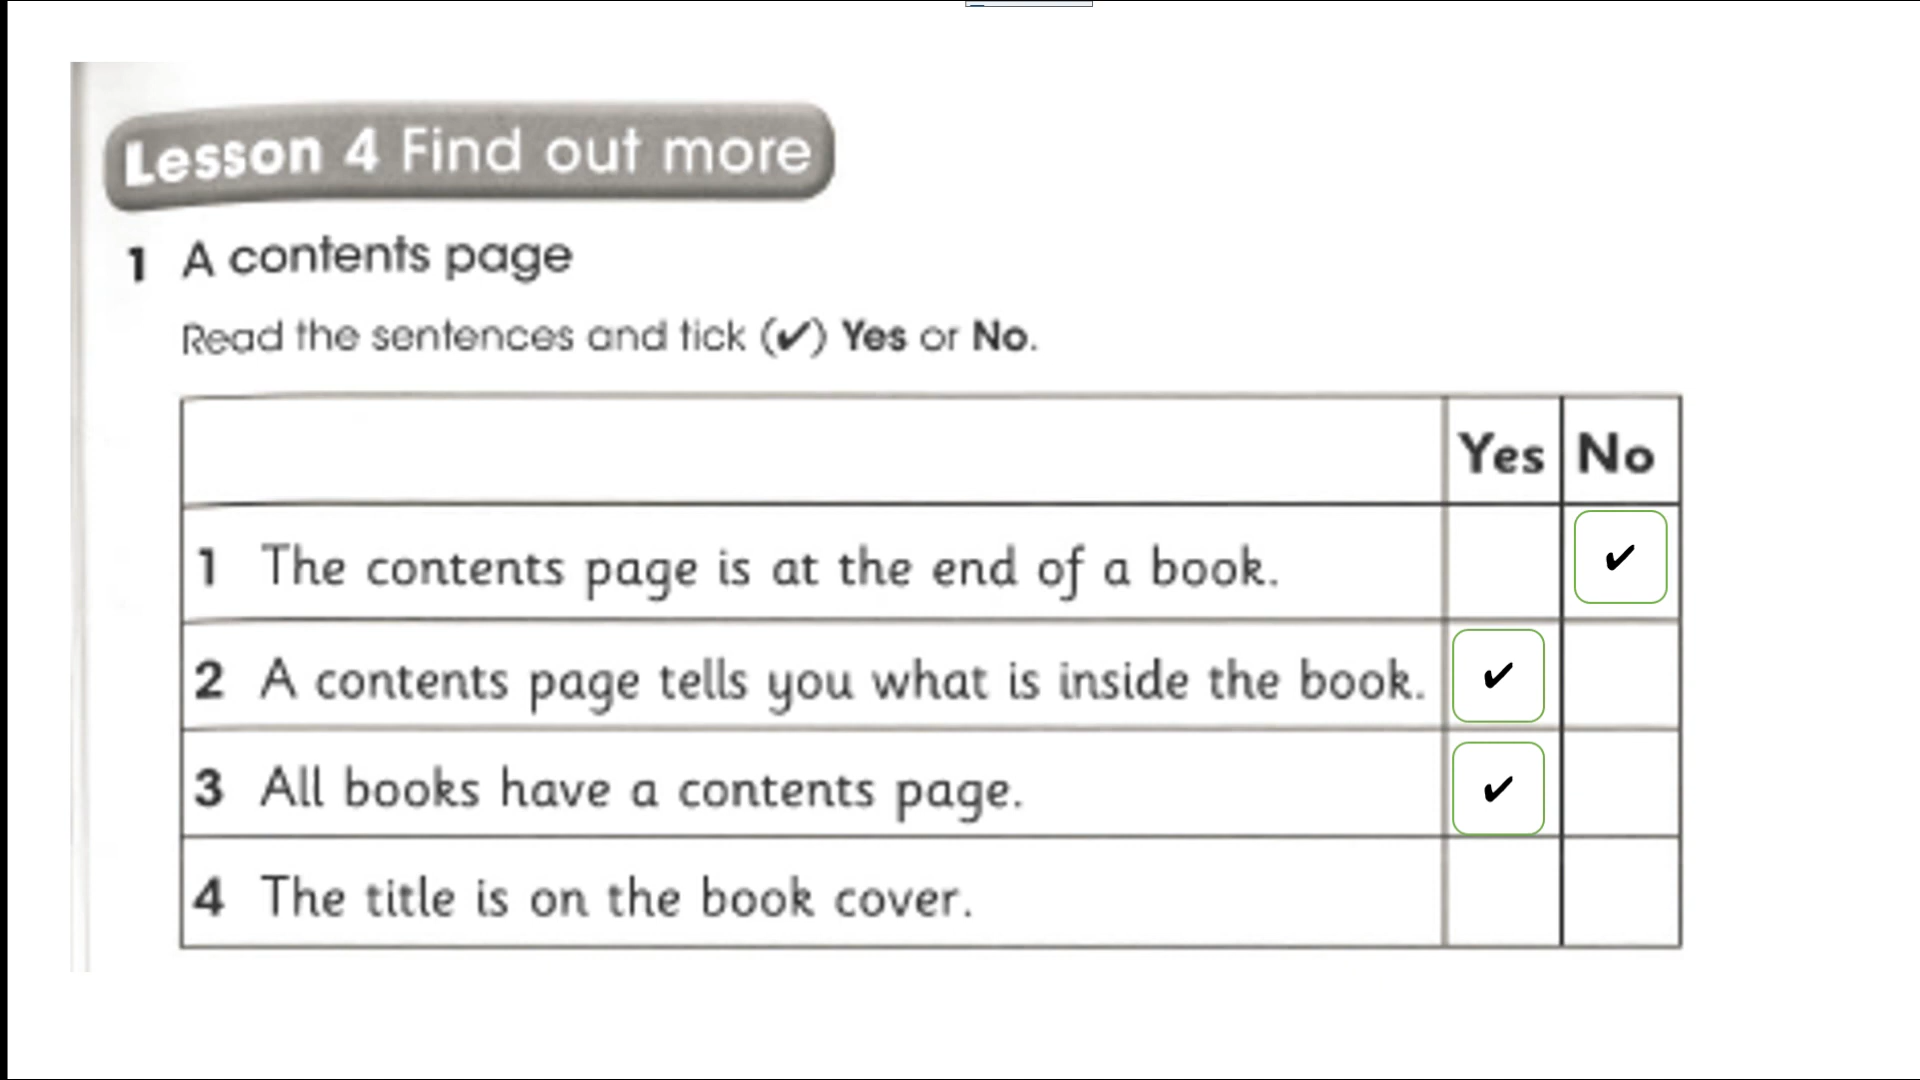 Lesson 4 Find out more
1 A contents page
Read the sentences and tick (✔) Yes or No.
Yes No
1 The contents page is at the end of a book. ✔
2 A contents page tells you what is inside the book. ✔
3 All books have a contents page. ✔
4 The title is on the book cover.